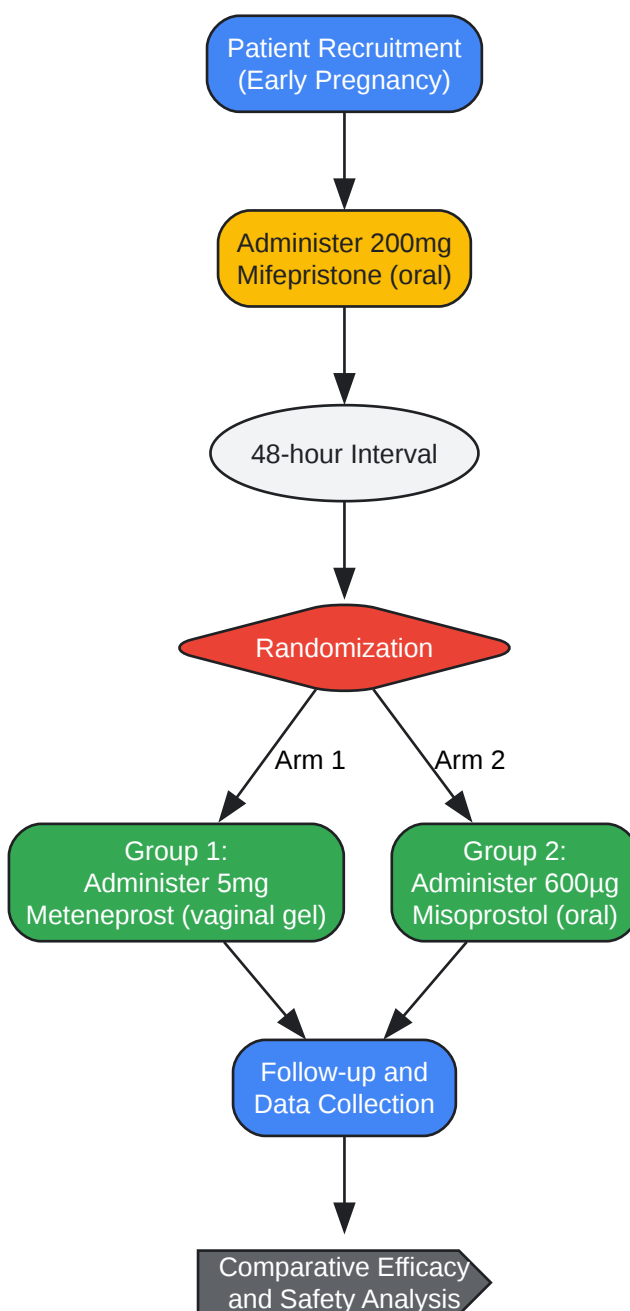 Patient Recruitment
(Early Pregnancy)
Administer 200mg
Mifepristone (oral)
48-hour Interval
Randomization
Arm 1
Arm 2
Group 1:
Administer 5mg
Meteneprost (vaginal gel)
Group 2:
Administer 600µg
Misoprostol (oral)
Follow-up and
Data Collection
Comparative Efficacy
and Safety Analysis